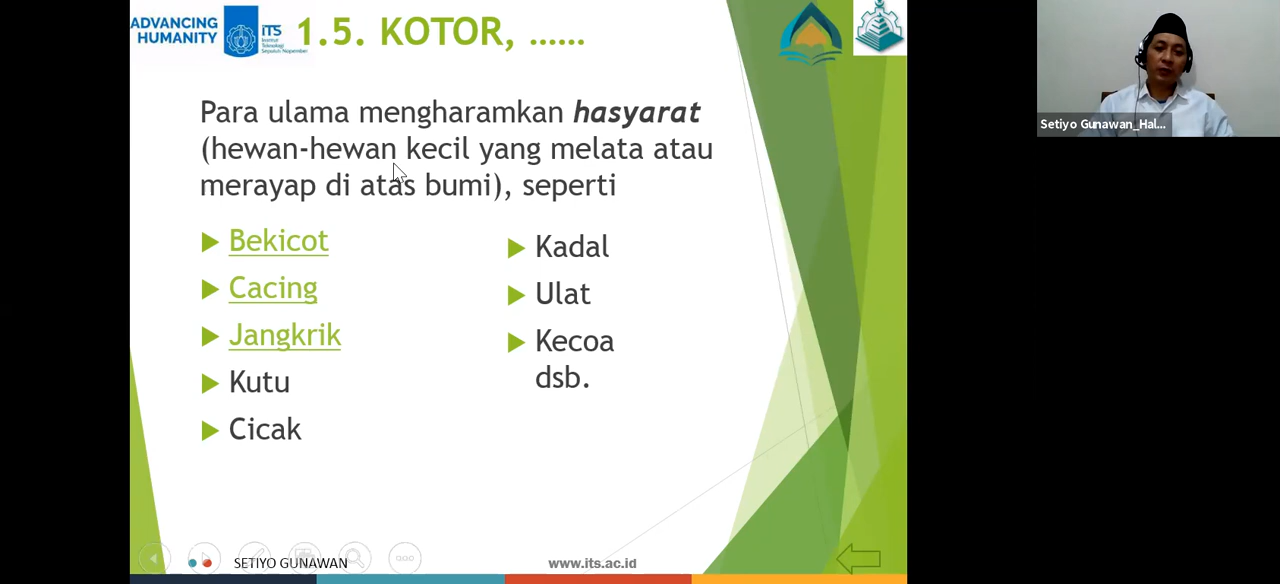 ADVANCING
HUMANITY
ITS
Institut
Teknologi
Sepuluh Nopember
1.5. KOTOR, ......
Para ulama mengharamkan hasyarat
(hewan-hewan kecil yang melata atau
merayap di atas bumi), seperti
Bekicot
Cacing
Jangkrik
Kutu
Cicak
Kadal
Ulat
Kecoa
dsb.
SETIYO GUNAWAN
www.its.ac.id
Setiyo Gunawan_Hal...